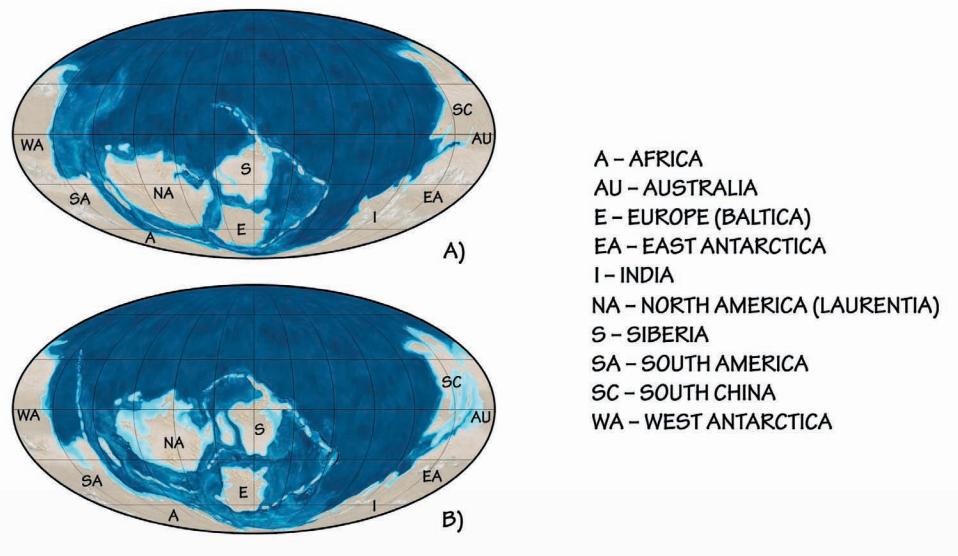 SC
WA
AU
S
NA
SA
EA
I
E
A
A)
SC
WA
AU
S
NA
SA
EA
E
I
A
B)
A – AFRICA
AU – AUSTRALIA
E – EUROPE (BALTICA)
EA – EAST ANTARCTICA
I – INDIA
NA – NORTH AMERICA (LAURENTIA)
S – SIBERIA
SA – SOUTH AMERICA
SC – SOUTH CHINA
WA – WEST ANTARCTICA